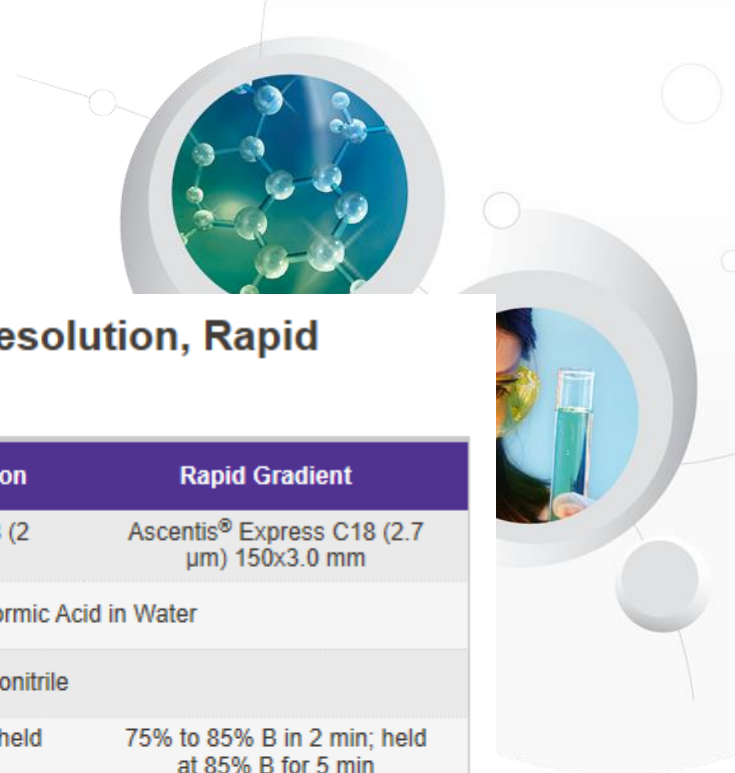 esolution, Rapid
on Rapid Gradient
(2 Ascentis® Express C18 (2.7
µm) 150x3.0 mm
ormic Acid in Water
onitrile
held 75% to 85% B in 2 min; held
at 85% B for 5 min